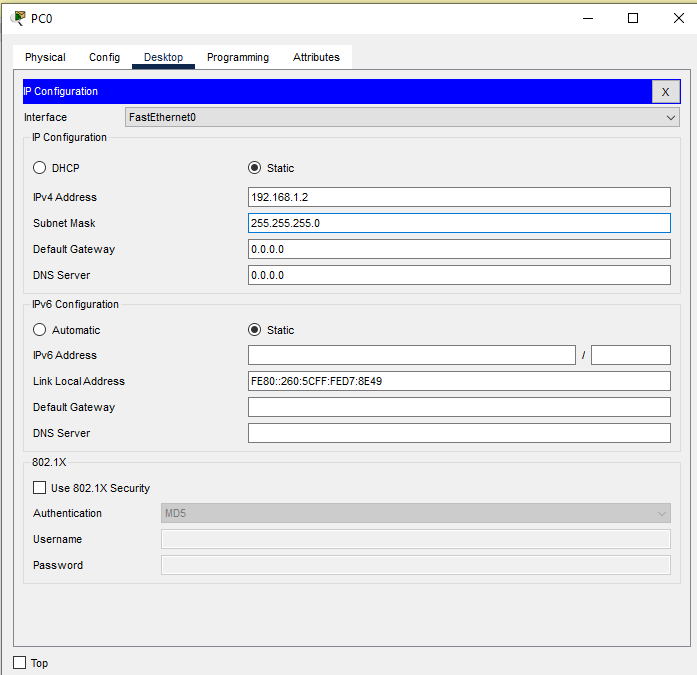 PC0
Physical Config Desktop Programming Attributes
IP Configuration X
Interface FastEthernet0
IP Configuration
DHCP Static
IPv4 Address 192.168.1.2
Subnet Mask 255.255.255.0
Default Gateway 0.0.0.0
DNS Server 0.0.0.0
IPv6 Configuration
Automatic Static
IPv6 Address /
Link Local Address FE80::260:5CFF:FED7:8E49
Default Gateway
DNS Server
802.1X
Use 802.1X Security
Authentication MD5
Username
Password
Top